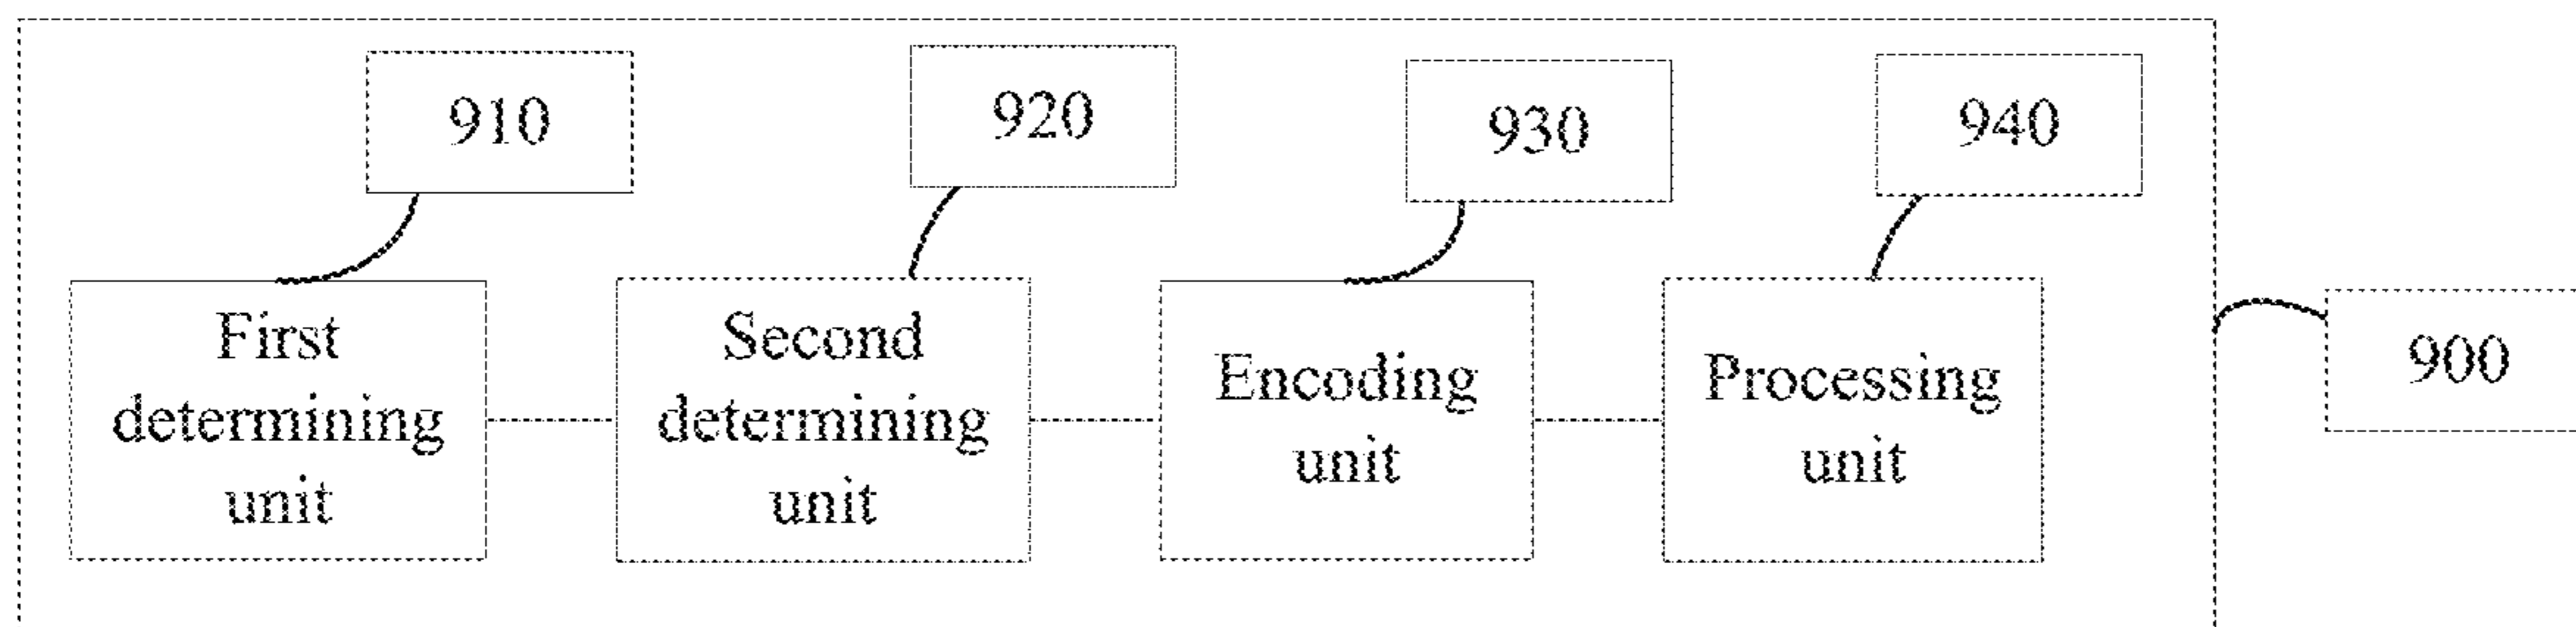 910
920
930
940
First
determining
unit
Second
determining
unit
Encoding
unit
Processing
unit
900